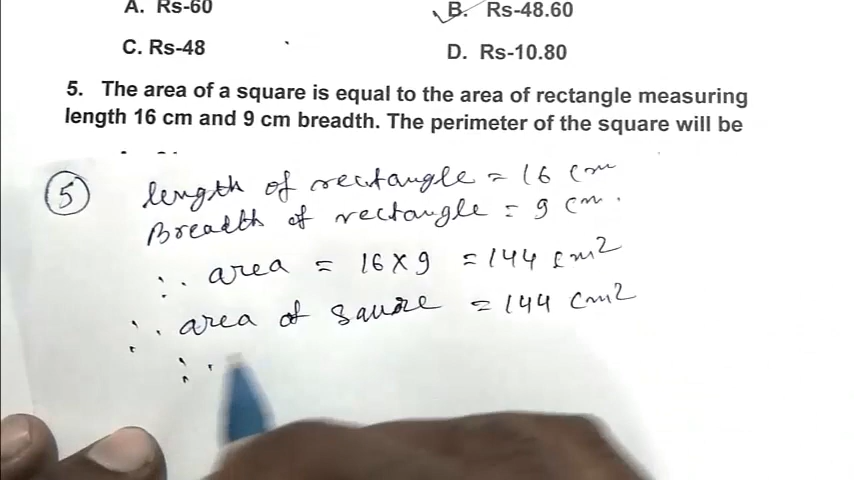 A. Rs-60 B. Rs-48.60
C. Rs-48 D. Rs-10.80
5. The area of a square is equal to the area of rectangle measuring
length 16 cm and 9 cm breadth. The perimeter of the square will be
5 length of rectangle = 16 cm
Breadth of rectangle = 9 cm.
∴ area = 16 × 9 = 144 cm²
∴ area of sauare = 144 cm²
∴